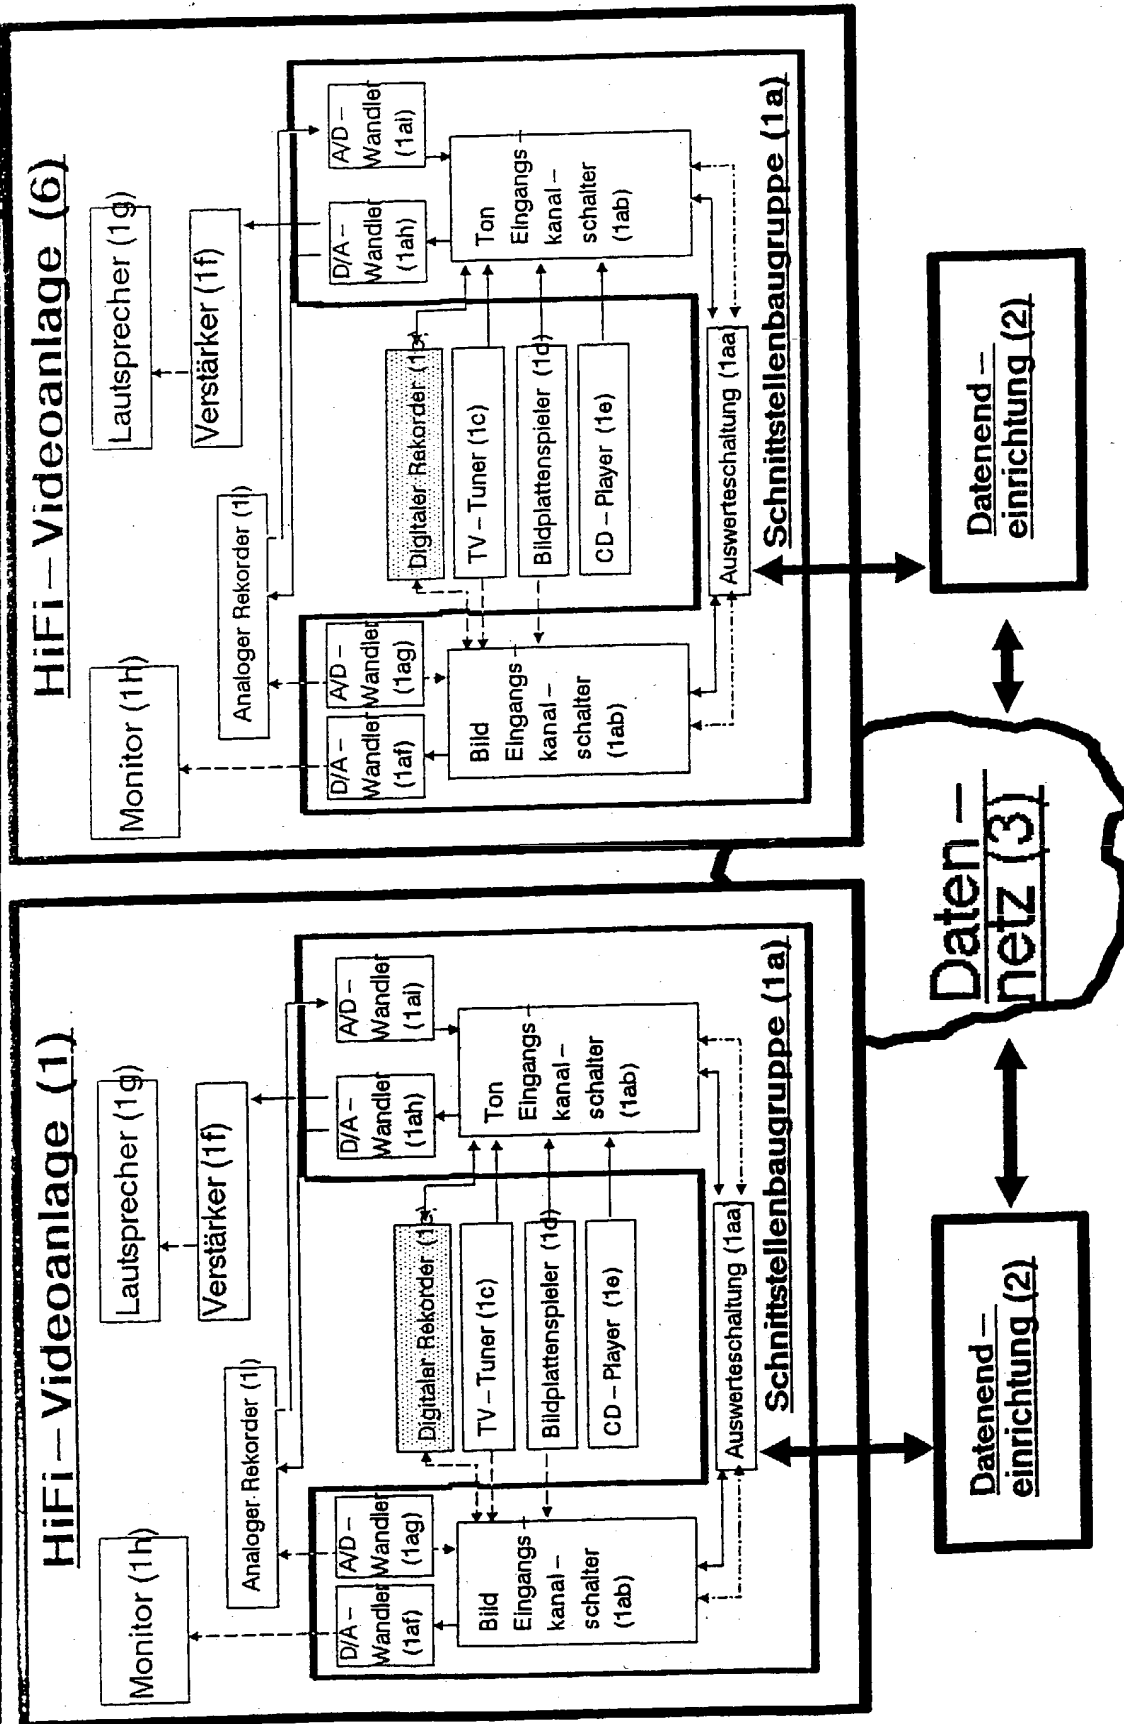 HiFi – Videoanlage (1)
Monitor (1h)
Lautsprecher (1g)
Verstärker (1f)
Analoger Rekorder (1i)
D/A –
Wandler
(1af)
A/D –
Wandler
(1ag)
D/A –
Wandler
(1ah)
A/D –
Wandler
(1ai)
Digitaler Rekorder
TV – Tuner (1c)
Bildplattenspieler (1d)
CD – Player (1e)
Bild
Eingangs –
kanal –
schalter
(1ab)
Ton
Eingangs –
kanal –
schalter
(1ab)
Auswerteschaltung (1aa)
Schnittstellenbaugruppe (1a)
Datenend –
einrichtung (2)
HiFi – Videoanlage (6)
Monitor (1h)
Lautsprecher (1g)
Verstärker (1f)
Analoger Rekorder (1i)
D/A –
Wandler
(1af)
A/D –
Wandler
(1ag)
D/A –
Wandler
(1ah)
A/D –
Wandler
(1ai)
Digitaler Rekorder
TV – Tuner (1c)
Bildplattenspieler (1d)
CD – Player (1e)
Bild
Eingangs –
kanal –
schalter
(1ab)
Ton
Eingangs –
kanal –
schalter
(1ab)
Auswerteschaltung (1aa)
Schnittstellenbaugruppe (1a)
Datenend –
einrichtung (2)
Daten –
netz (3)